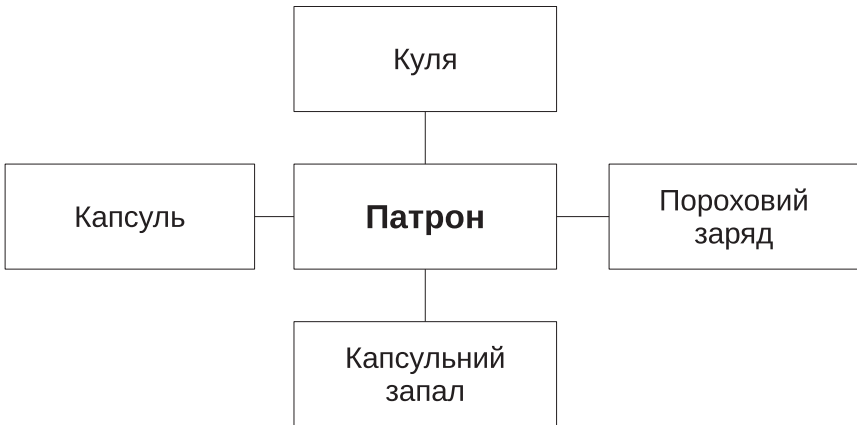 Куля
Капсуль
Патрон
Пороховий
заряд
Капсульний
запал